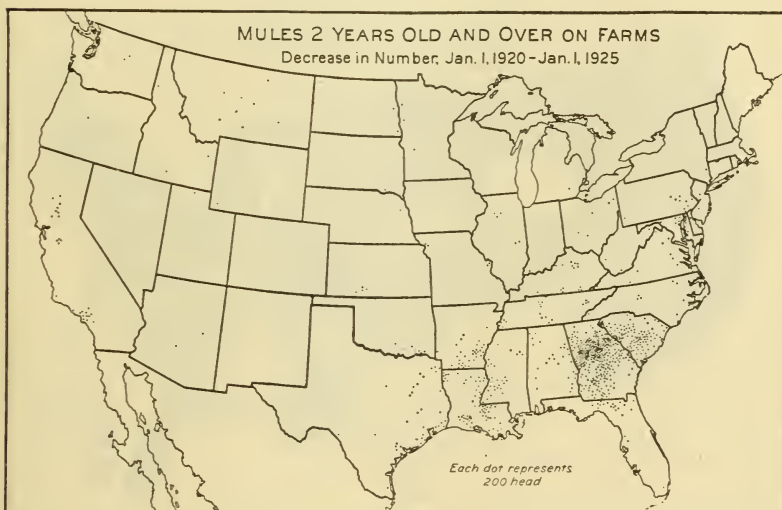 MULES 2 YEARS OLD AND OVER ON FARMS
Decrease in Number, Jan. 1, 1920-Jan. 1, 1925
Each dot represents
200 head